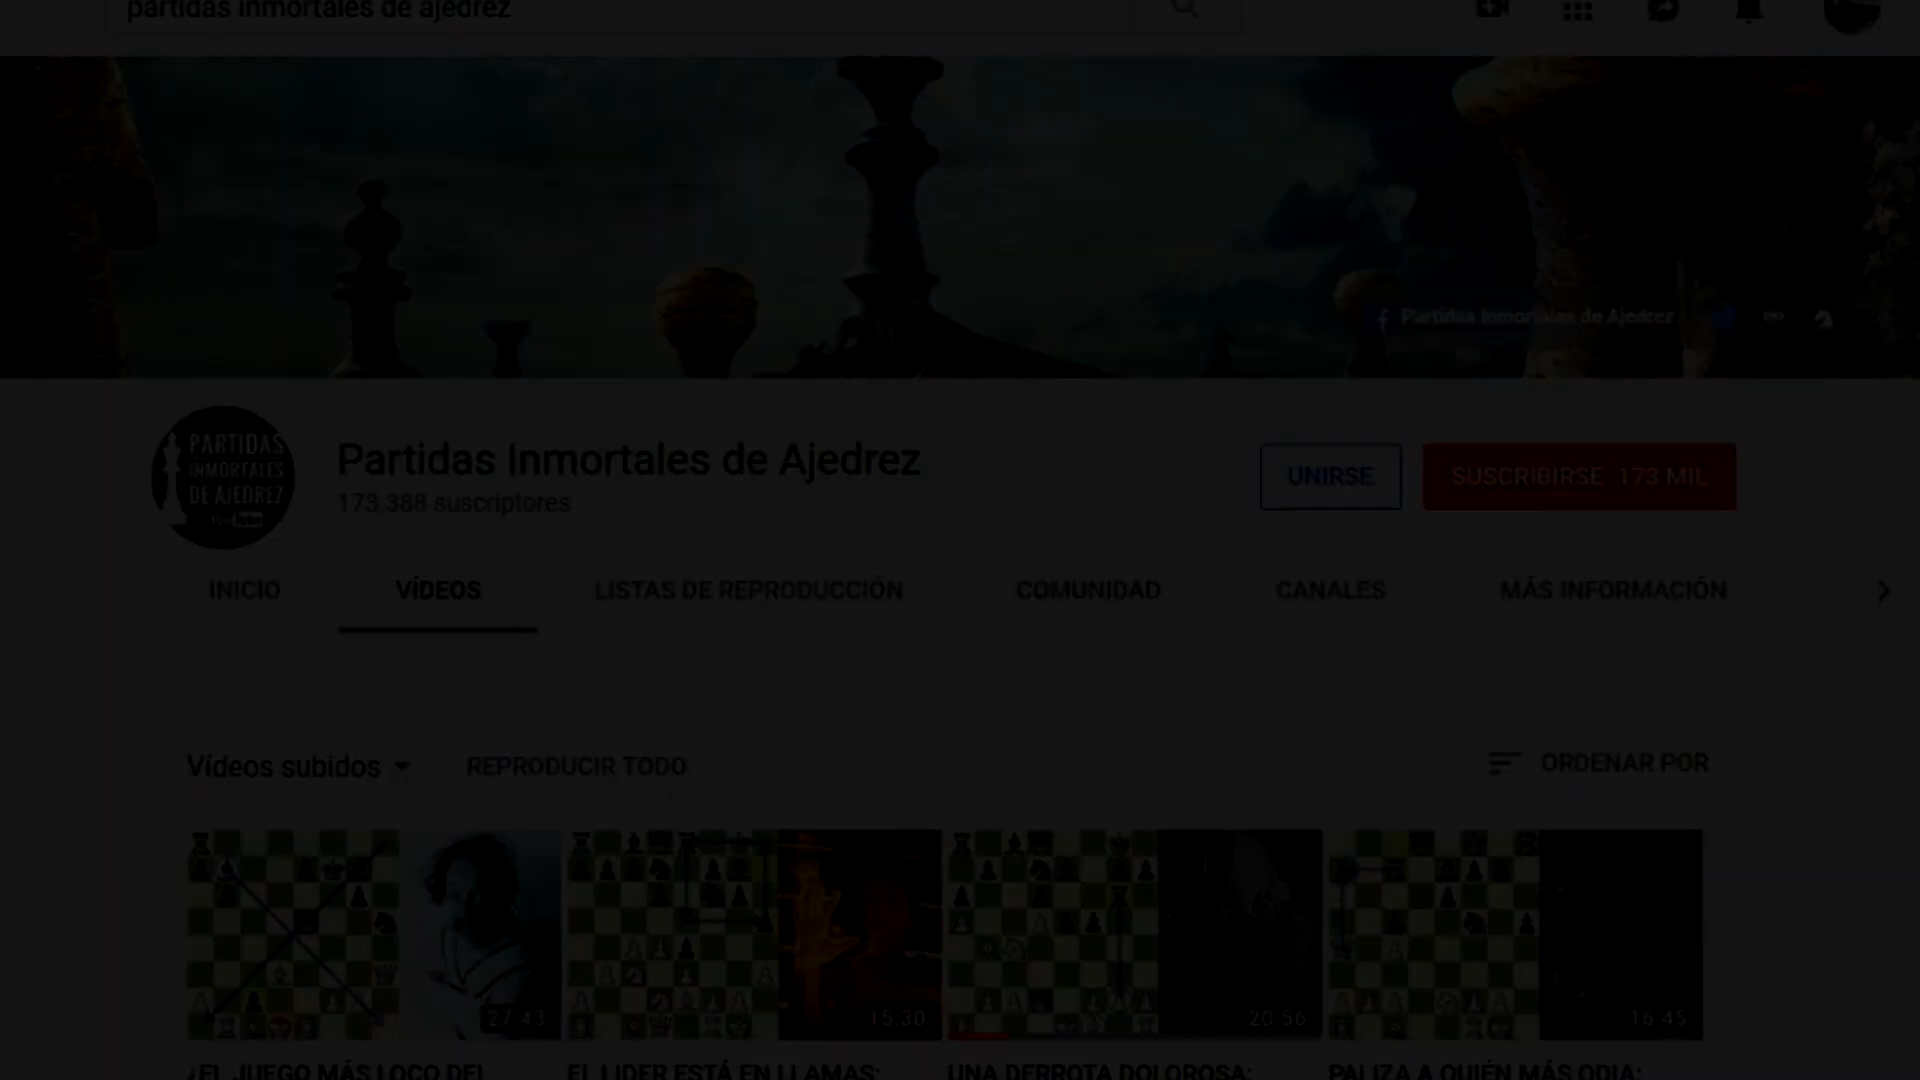 partidas inmortales de ajedrez
Partidas Inmortales de Ajedrez
PARTIDAS
INMORTALES
DE AJEDREZ
YouTube
Partidas Inmortales de Ajedrez
173.388 suscriptores
UNIRSE
SUSCRIBIRSE 173 MIL
INICIO
VÍDEOS
LISTAS DE REPRODUCCIÓN
COMUNIDAD
CANALES
MÁS INFORMACIÓN
Vídeos subidos
REPRODUCIR TODO
ORDENAR POR
27:43
15:30
20:56
16:45
¿EL JUEGO MÁS LOCO DEL
EL LIDER ESTÁ EN LLAMAS:
UNA DERROTA DOLOROSA:
PALIZA A QUIÉN MÁS ODIA: